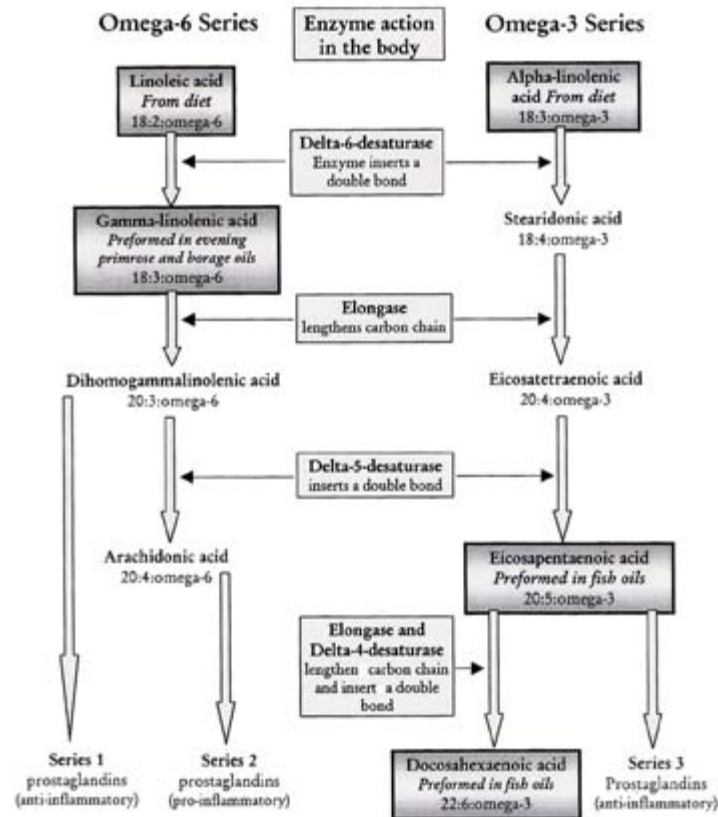 Omega-6 Series
Enzyme action
in the body
Omega-3 Series
Linoleic acid
From diet
18:2:omega-6
Alpha-linolenic
acid From diet
18:3:omega-3
Delta-6-desaturase
Enzyme inserts a
double bond
Gamma-linolenic acid
Preformed in evening
primrose and borage oils
18:3:omega-6
Stearidonic acid
18:4:omega-3
Elongase
lengthens carbon chain
Dihomogammalinolenic acid
20:3:omega-6
Eicosatetraenoic acid
20:4:omega-3
Delta-5-desaturase
inserts a double bond
Arachidonic acid
20:4:omega-6
Eicosapentaenoic acid
Preformed in fish oils
20:5:omega-3
Elongase and
Delta-4-desaturase
lengthen carbon chain
and insert a double
bond
Series 1
prostaglandins
(anti-inflammatory)
Series 2
prostaglandins
(pro-inflammatory)
Docosahexaenoic acid
Preformed in fish oils
22:6:omega-3
Series 3
Prostaglandins
(anti-inflammatory)